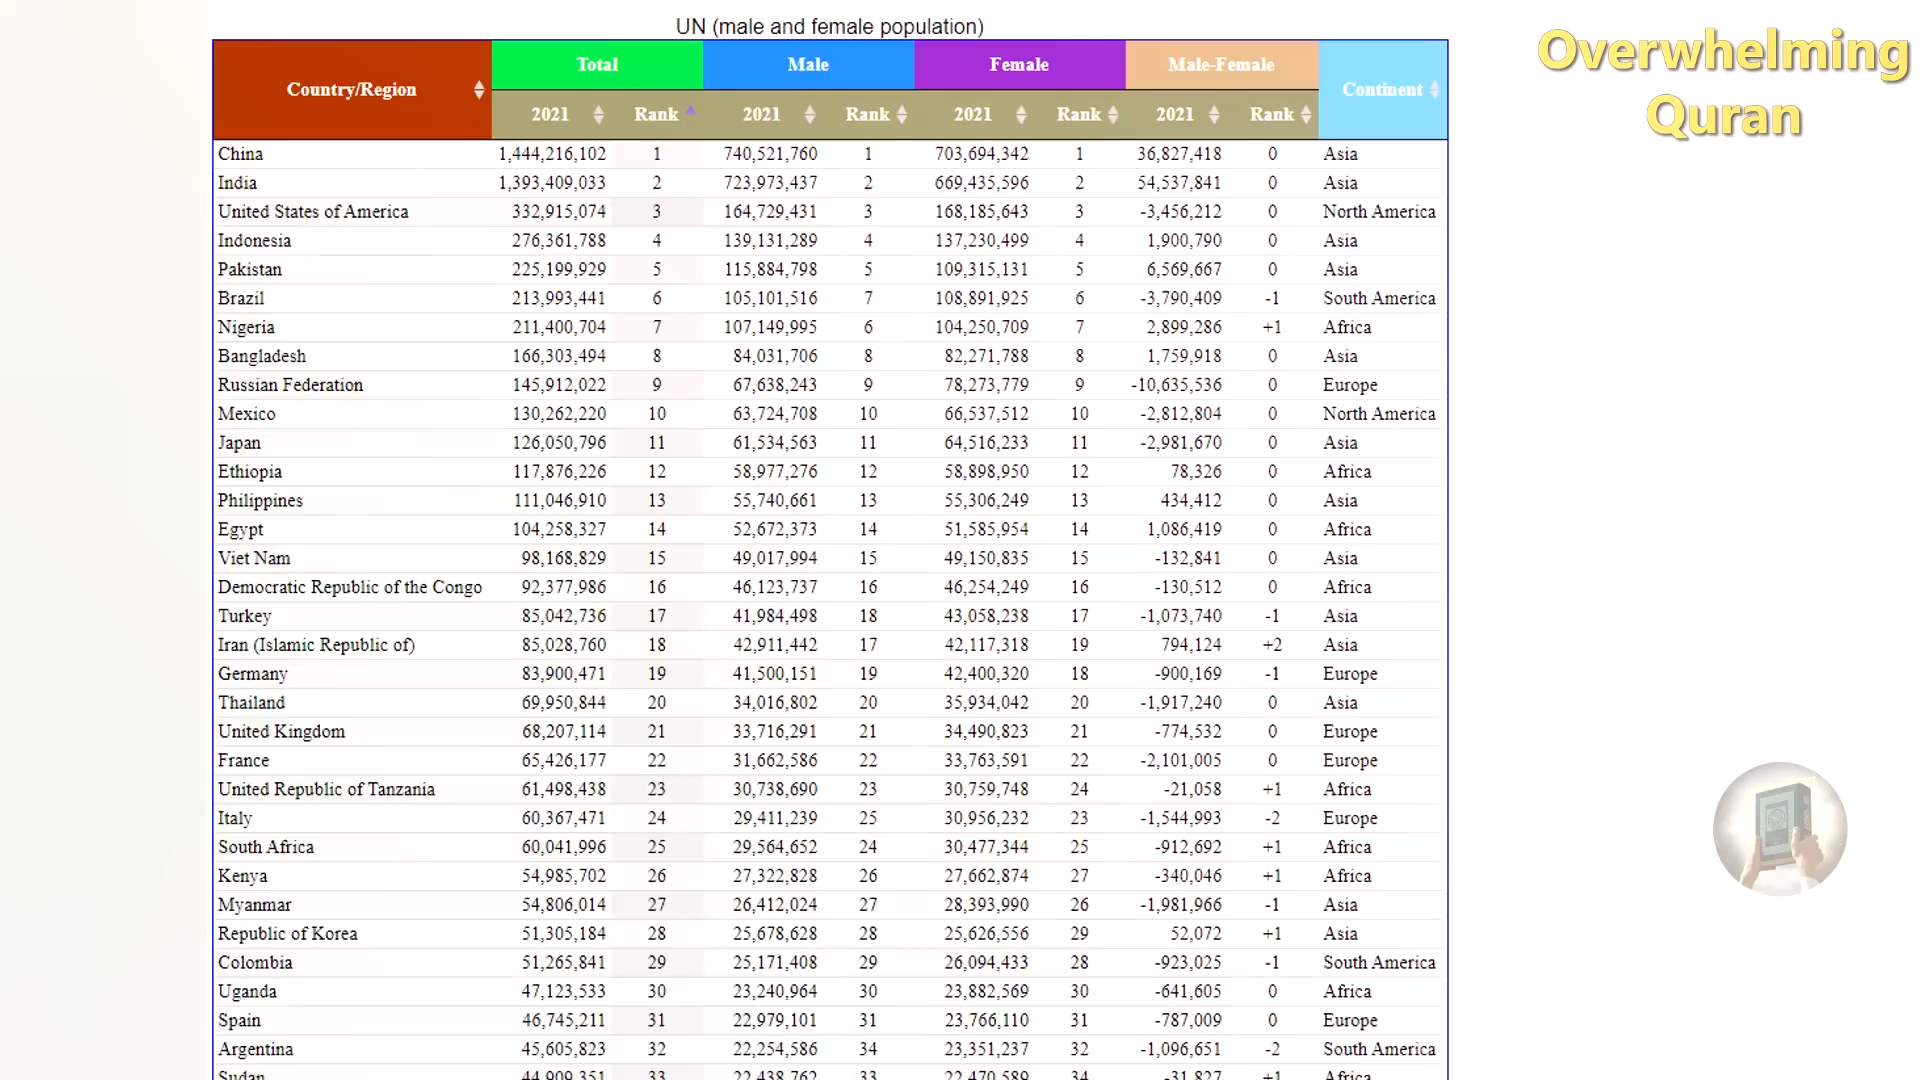 UN (male and female population)
Overwhelming
Quran
Country/Region Total Male Female Male-Female Continent
2021 Rank 2021 Rank 2021 Rank 2021 Rank
China 1,444,216,102 1 740,521,760 1 703,694,342 1 36,827,418 0 Asia
India 1,393,409,033 2 723,973,437 2 669,435,596 2 54,537,841 0 Asia
United States of America 332,915,074 3 164,729,431 3 168,185,643 3 -3,456,212 0 North America
Indonesia 276,361,788 4 139,131,289 4 137,230,499 4 1,900,790 0 Asia
Pakistan 225,199,929 5 115,884,798 5 109,315,131 5 6,569,667 0 Asia
Brazil 213,993,441 6 105,101,516 7 108,891,925 6 -3,790,409 -1 South America
Nigeria 211,400,704 7 107,149,995 6 104,250,709 7 2,899,286 +1 Africa
Bangladesh 166,303,494 8 84,031,706 8 82,271,788 8 1,759,918 0 Asia
Russian Federation 145,912,022 9 67,638,243 9 78,273,779 9 -10,635,536 0 Europe
Mexico 130,262,220 10 63,724,708 10 66,537,512 10 -2,812,804 0 North America
Japan 126,050,796 11 61,534,563 11 64,516,233 11 -2,981,670 0 Asia
Ethiopia 117,876,226 12 58,977,276 12 58,898,950 12 78,326 0 Africa
Philippines 111,046,910 13 55,740,661 13 55,306,249 13 434,412 0 Asia
Egypt 104,258,327 14 52,672,373 14 51,585,954 14 1,086,419 0 Africa
Viet Nam 98,168,829 15 49,017,994 15 49,150,835 15 -132,841 0 Asia
Democratic Republic of the Congo 92,377,986 16 46,123,737 16 46,254,249 16 -130,512 0 Africa
Turkey 85,042,736 17 41,984,498 18 43,058,238 17 -1,073,740 -1 Asia
Iran (Islamic Republic of) 85,028,760 18 42,911,442 17 42,117,318 19 794,124 +2 Asia
Germany 83,900,471 19 41,500,151 19 42,400,320 18 -900,169 -1 Europe
Thailand 69,950,844 20 34,016,802 20 35,934,042 20 -1,917,240 0 Asia
United Kingdom 68,207,114 21 33,716,291 21 34,490,823 21 -774,532 0 Europe
France 65,426,177 22 31,662,586 22 33,763,591 22 -2,101,005 0 Europe
United Republic of Tanzania 61,498,438 23 30,738,690 23 30,759,748 24 -21,058 +1 Africa
Italy 60,367,471 24 29,411,239 25 30,956,232 23 -1,544,993 -2 Europe
South Africa 60,041,996 25 29,564,652 24 30,477,344 25 -912,692 +1 Africa
Kenya 54,985,702 26 27,322,828 26 27,662,874 27 -340,046 +1 Africa
Myanmar 54,806,014 27 26,412,024 27 28,393,990 26 -1,981,966 -1 Asia
Republic of Korea 51,305,184 28 25,678,628 28 25,626,556 29 52,072 +1 Asia
Colombia 51,265,841 29 25,171,408 29 26,094,433 28 -923,025 -1 South America
Uganda 47,123,533 30 23,240,964 30 23,882,569 30 -641,605 0 Africa
Spain 46,745,211 31 22,979,101 31 23,766,110 31 -787,009 0 Europe
Argentina 45,605,823 32 22,254,586 34 23,351,237 32 -1,096,651 -2 South America
Sudan 44,909,351 33 22,438,762 33 22,470,589 34 -31,827 +1 Africa